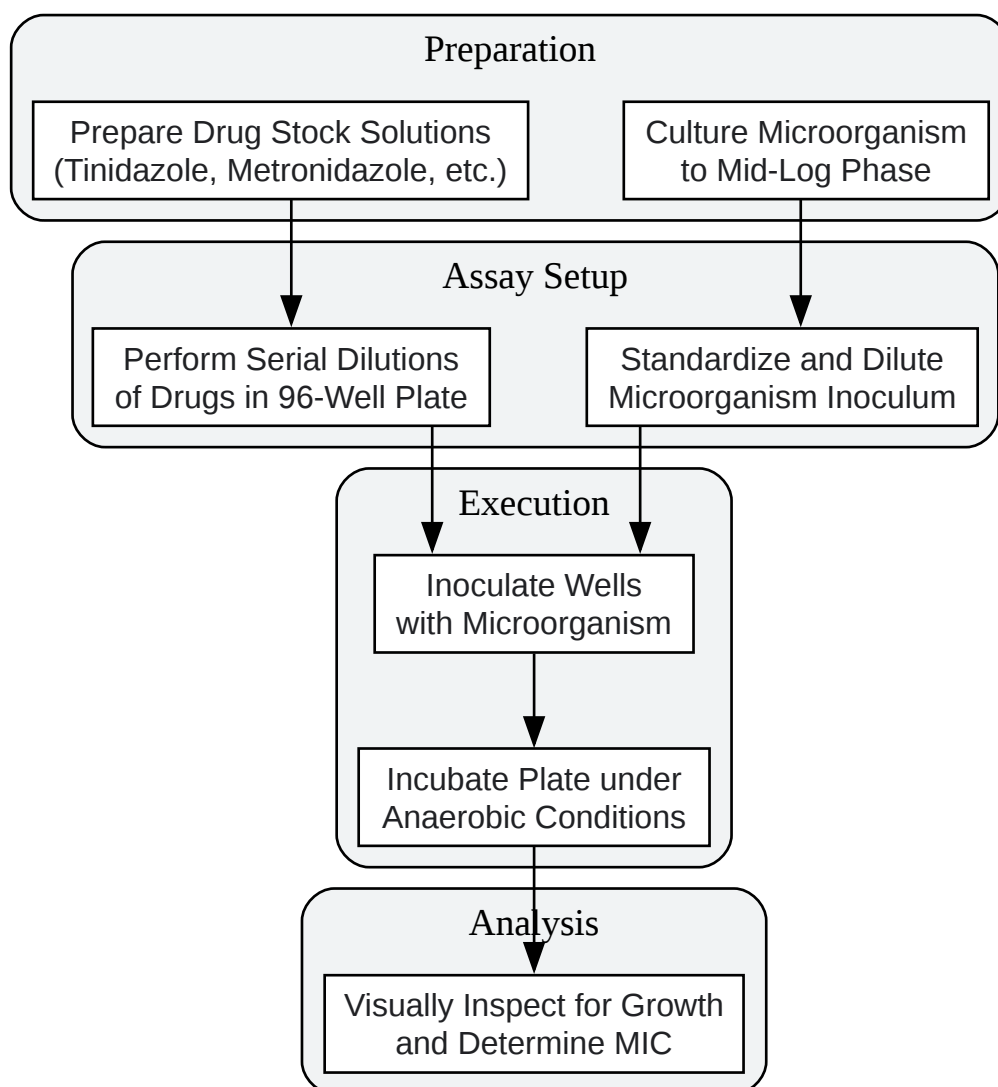 Preparation
Prepare Drug Stock Solutions
(Tinidazole, Metronidazole, etc.)
Culture Microorganism
to Mid-Log Phase
Assay Setup
Perform Serial Dilutions
of Drugs in 96-Well Plate
Standardize and Dilute
Microorganism Inoculum
Execution
Inoculate Wells
with Microorganism
Incubate Plate under
Anaerobic Conditions
Analysis
Visually Inspect for Growth
and Determine MIC